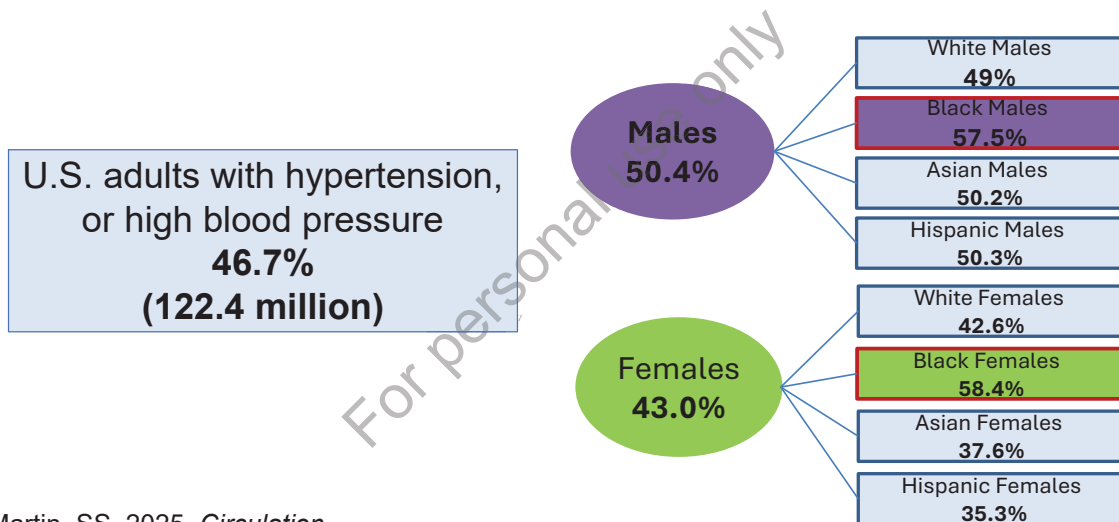 U.S. adults with hypertension,
or high blood pressure
46.7%
(122.4 million)
Males
50.4%
White Males
49%
Black Males
57.5%
Asian Males
50.2%
Hispanic Males
50.3%
Females
43.0%
White Females
42.6%
Black Females
58.4%
Asian Females
37.6%
Hispanic Females
35.3%
For personal use only
Martin, SS. 2025. Circulation